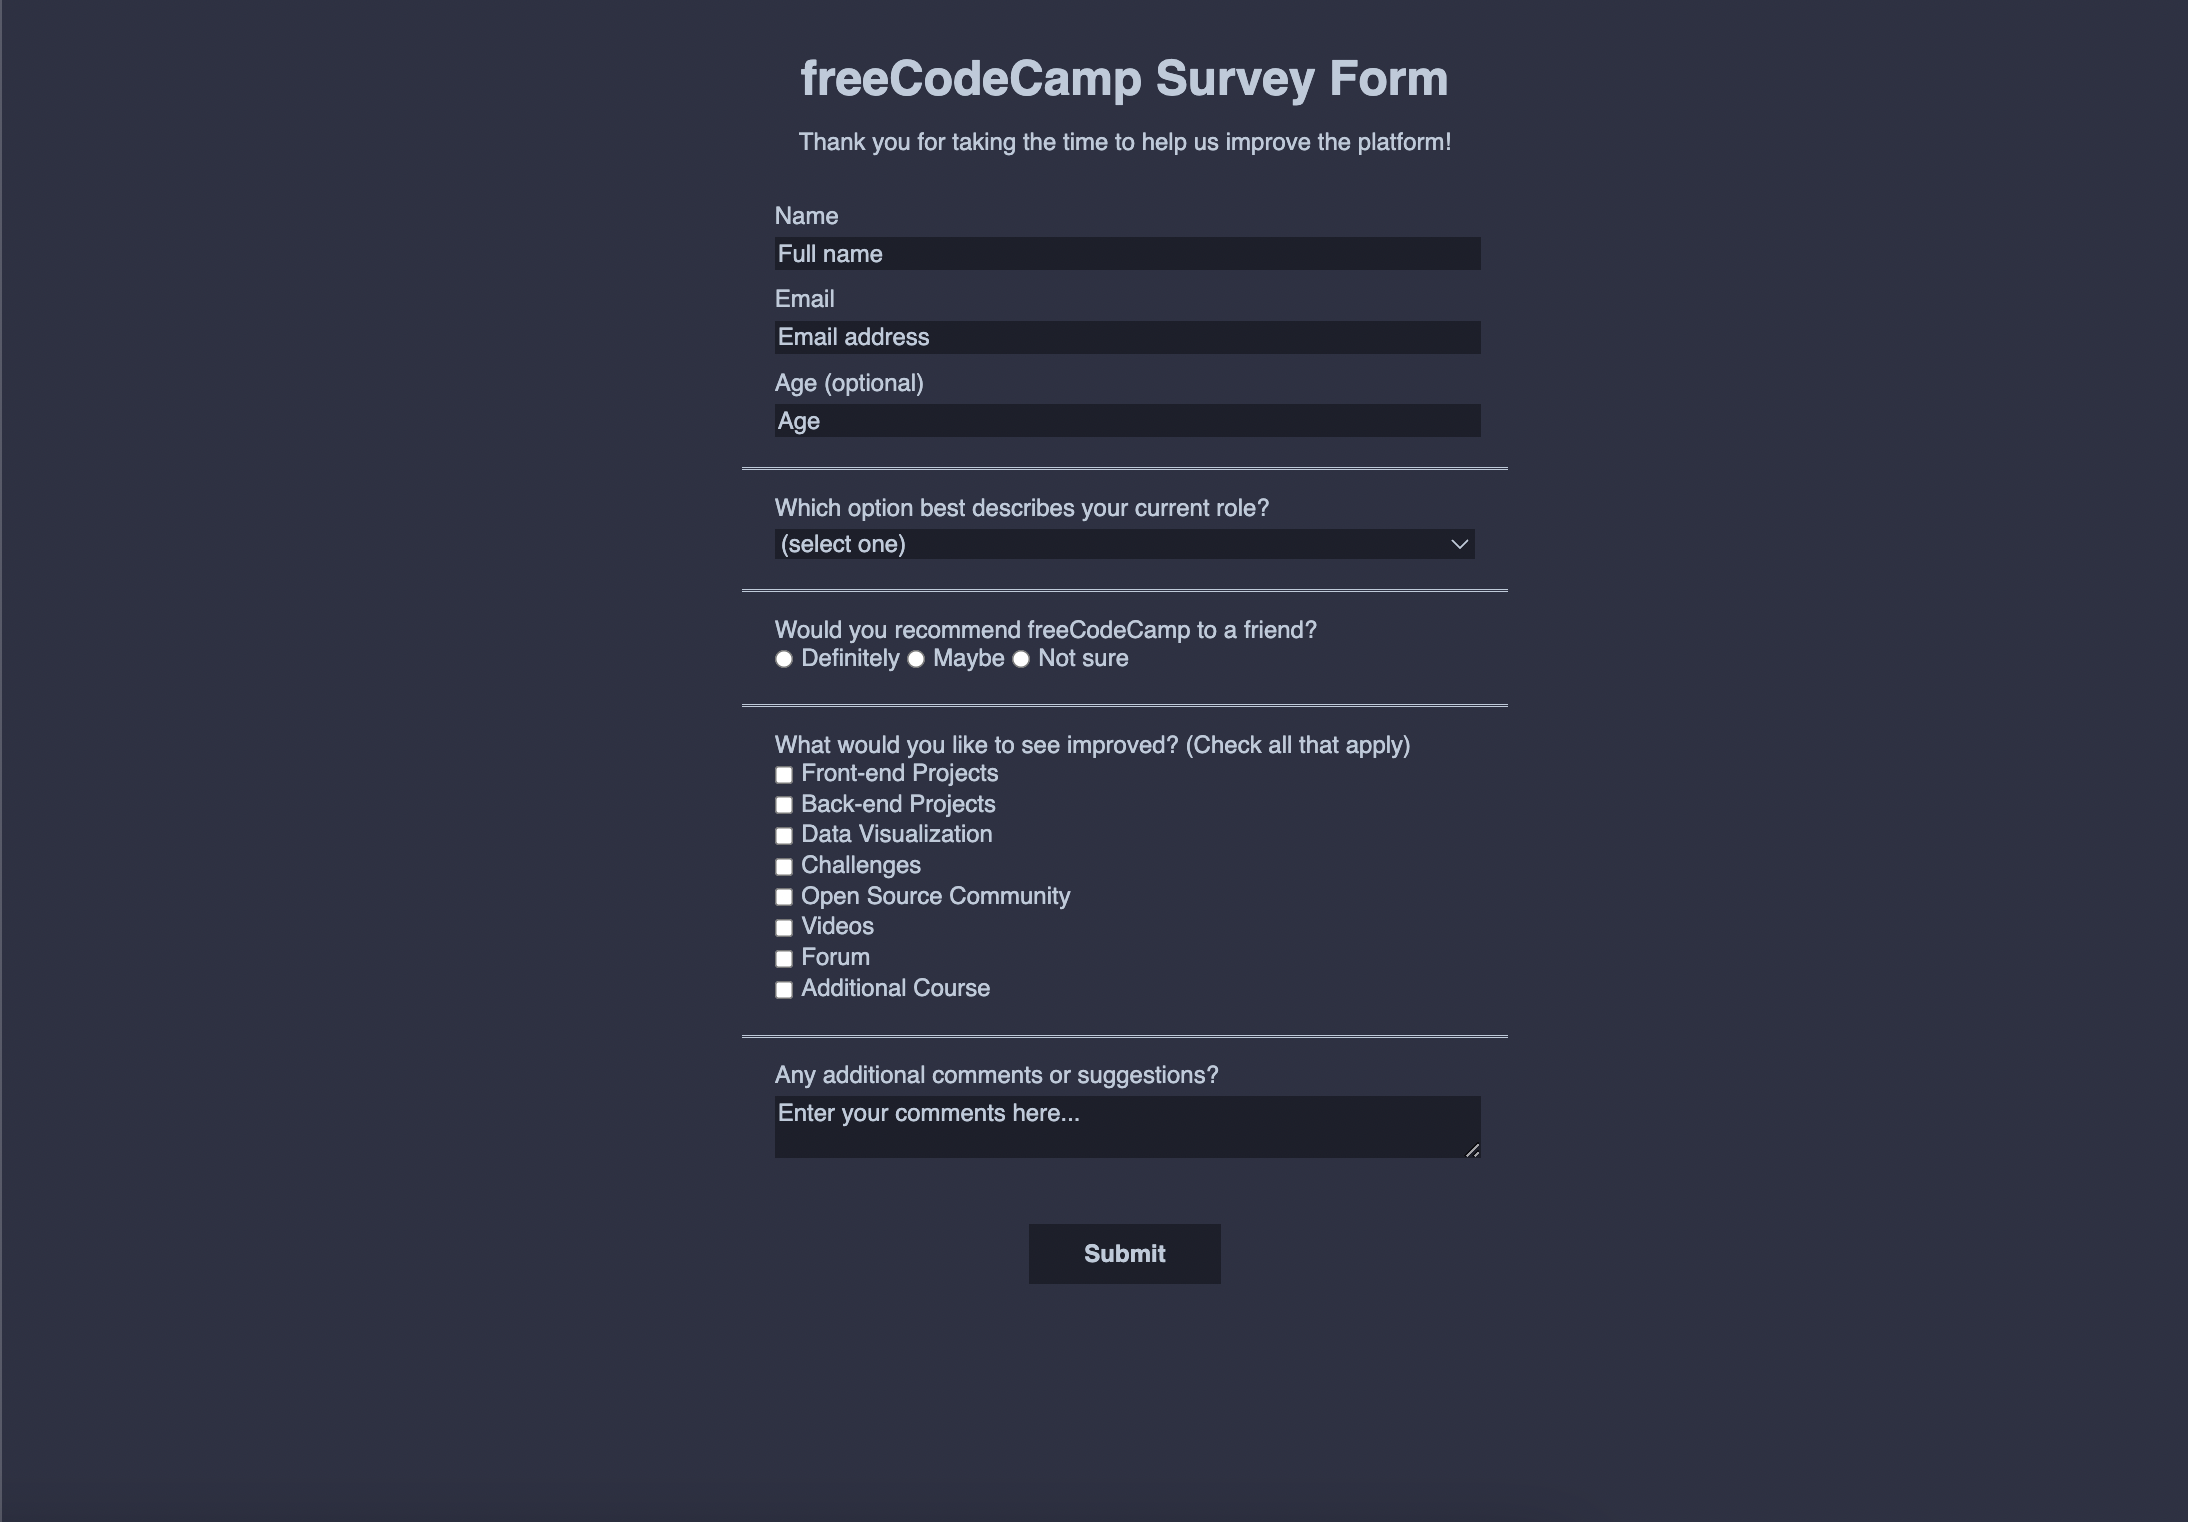 freeCodeCamp Survey Form
Thank you for taking the time to help us improve the platform!
Name
Full name
Email
Email address
Age (optional)
Age
Which option best describes your current role?
(select one)
Would you recommend freeCodeCamp to a friend?
Definitely Maybe Not sure
What would you like to see improved? (Check all that apply)
Front-end Projects
Back-end Projects
Data Visualization
Challenges
Open Source Community
Videos
Forum
Additional Course
Any additional comments or suggestions?
Enter your comments here...
Submit